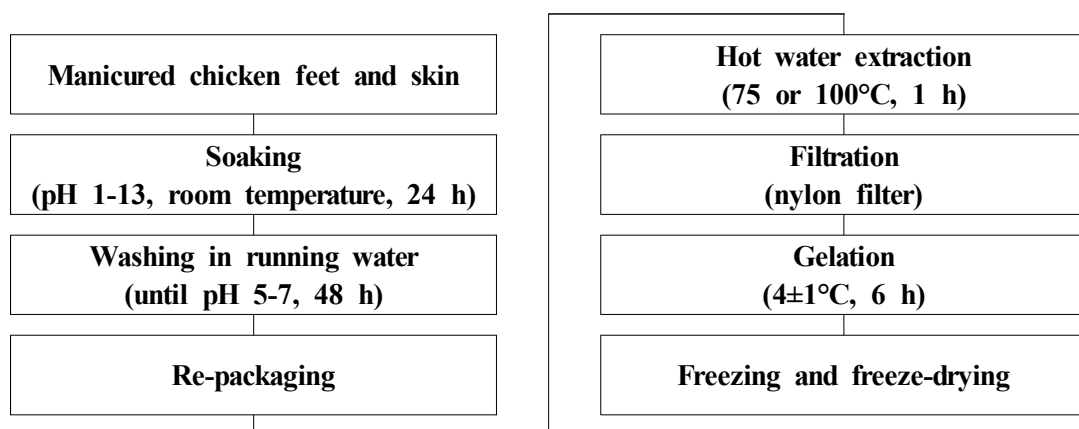 Manicured chicken feet and skin
Soaking
(pH 1-13, room temperature, 24 h)
Washing in running water
(until pH 5-7, 48 h)
Re-packaging
Hot water extraction
(75 or 100°C, 1 h)
Filtration
(nylon filter)
Gelation
(4±1°C, 6 h)
Freezing and freeze-drying